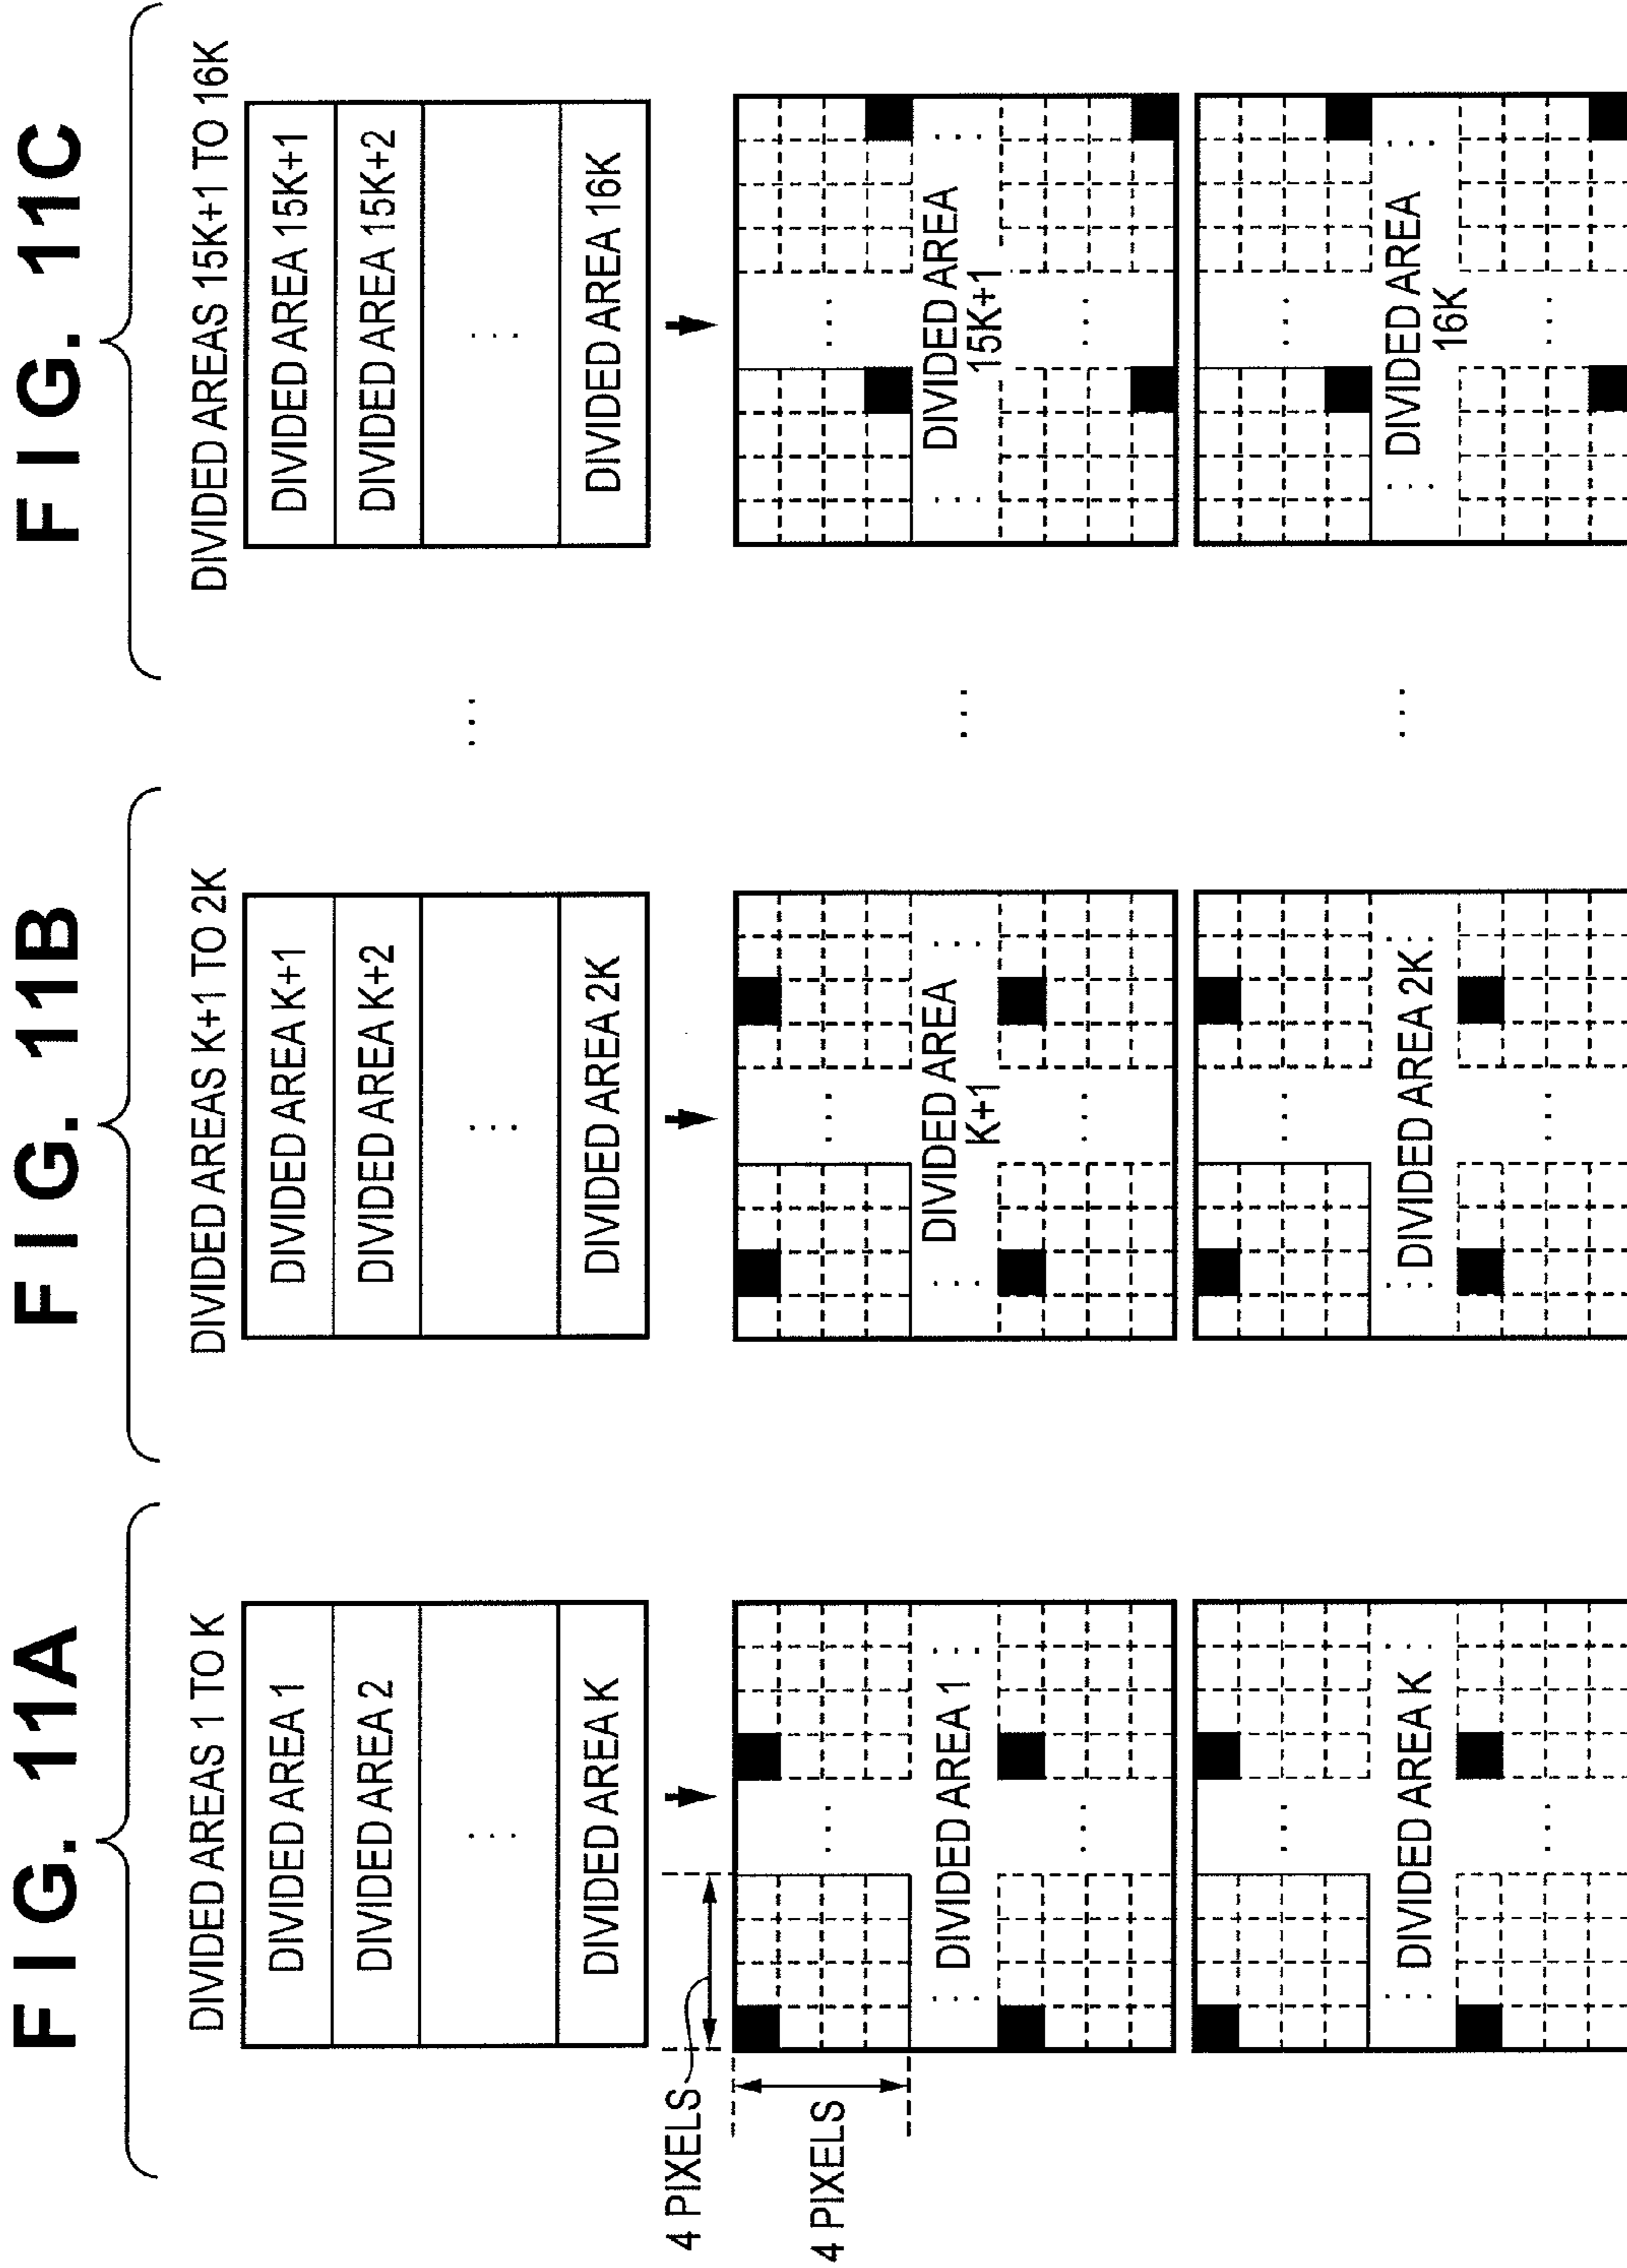 FIG. 11A
DIVIDED AREAS 1 TO K
DIVIDED AREA 1
DIVIDED AREA 2
...
DIVIDED AREA K
4 PIXELS
4 PIXELS
...
DIVIDED AREA 1
...
...
DIVIDED AREA K
...
FIG. 11B
DIVIDED AREAS K+1 TO 2K
DIVIDED AREA K+1
DIVIDED AREA K+2
...
DIVIDED AREA 2K
...
DIVIDED AREA
K+1
...
...
DIVIDED AREA 2K
...
...
...
...
FIG. 11C
DIVIDED AREAS 15K+1 TO 16K
DIVIDED AREA 15K+1
DIVIDED AREA 15K+2
...
DIVIDED AREA 16K
...
DIVIDED AREA
15K+1
...
...
DIVIDED AREA
16K
...